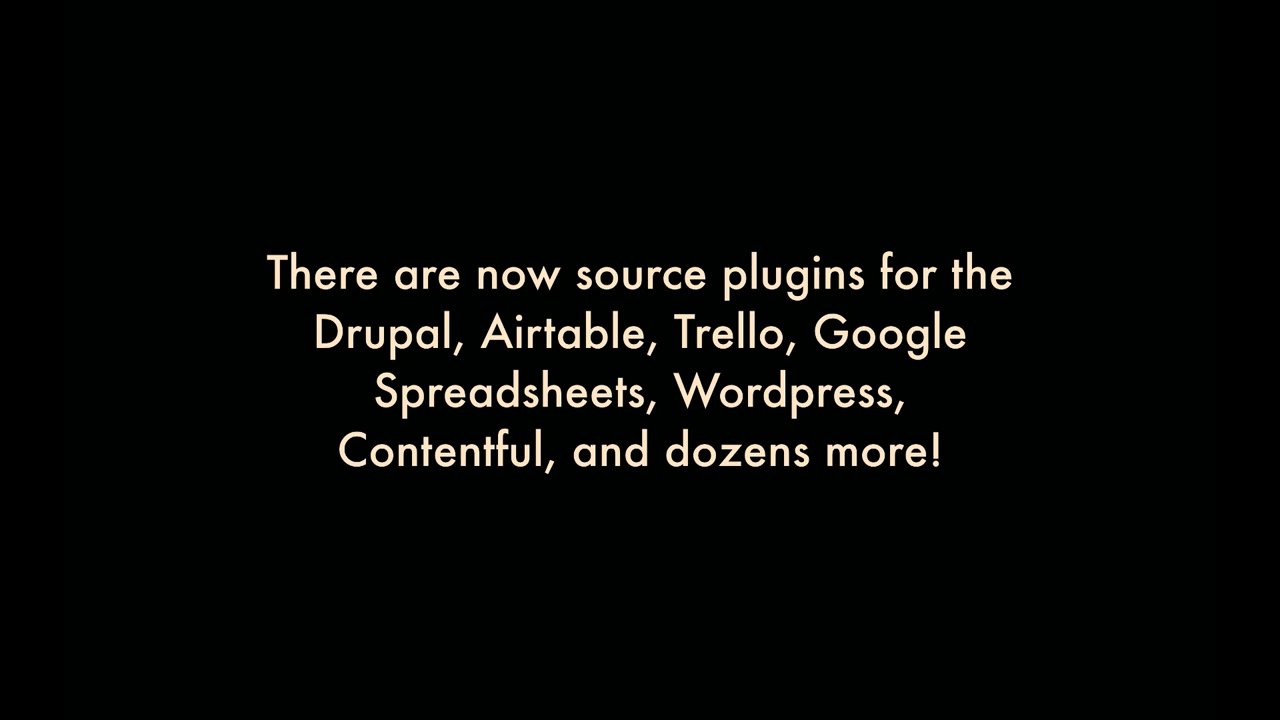 There are now source plugins for the
Drupal, Airtable, Trello, Google
Spreadsheets, Wordpress,
Contentful, and dozens more!